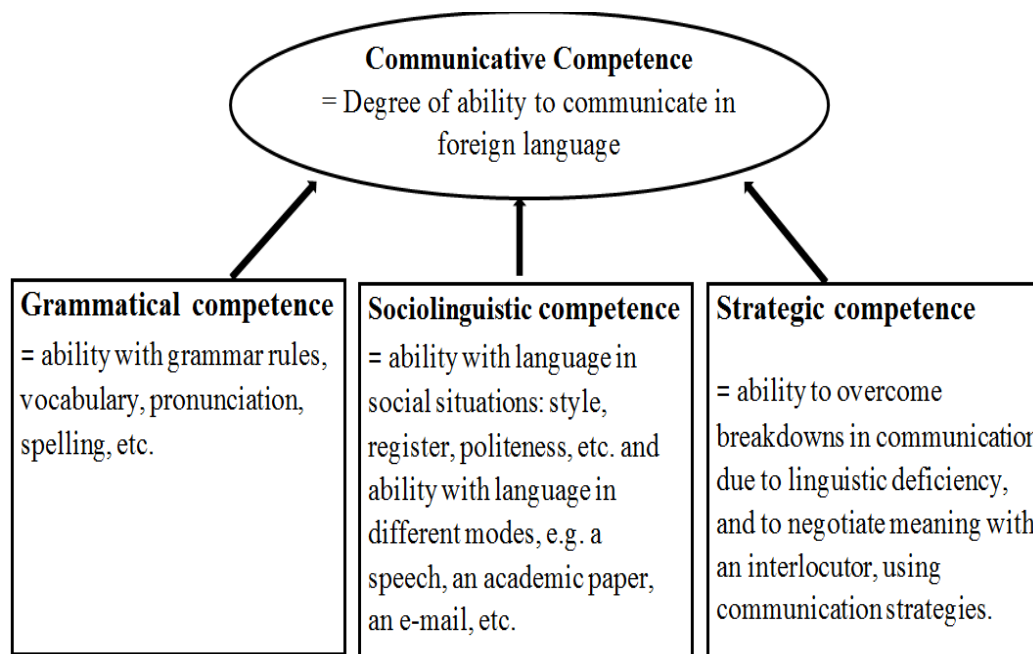 Communicative Competence
= Degree of ability to communicate in
foreign language
Grammatical competence
= ability with grammar rules,
vocabulary, pronunciation,
spelling, etc.
Sociolinguistic competence
= ability with language in
social situations: style,
register, politeness, etc. and
ability with language in
different modes, e.g. a
speech, an academic paper,
an e-mail, etc.
Strategic competence
= ability to overcome
breakdowns in communication
due to linguistic deficiency,
and to negotiate meaning with
an interlocutor, using
communication strategies.